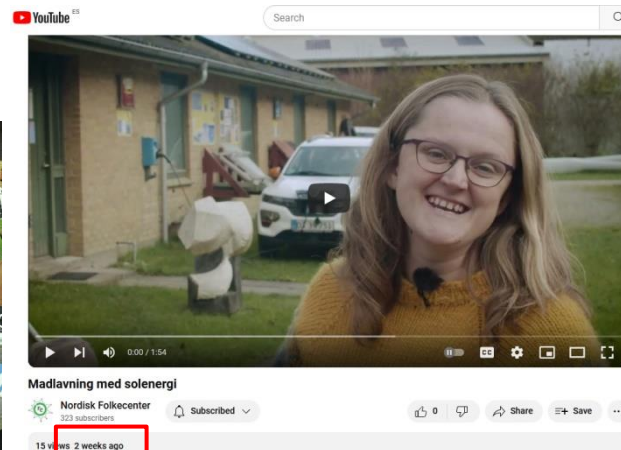 YouTube ES
Search
0:00 / 1:54
CC
Madlavning med solenergi
Nordisk Folkecenter
323 subscribers
Subscribed
0
Share
Save
15 views 2 weeks ago